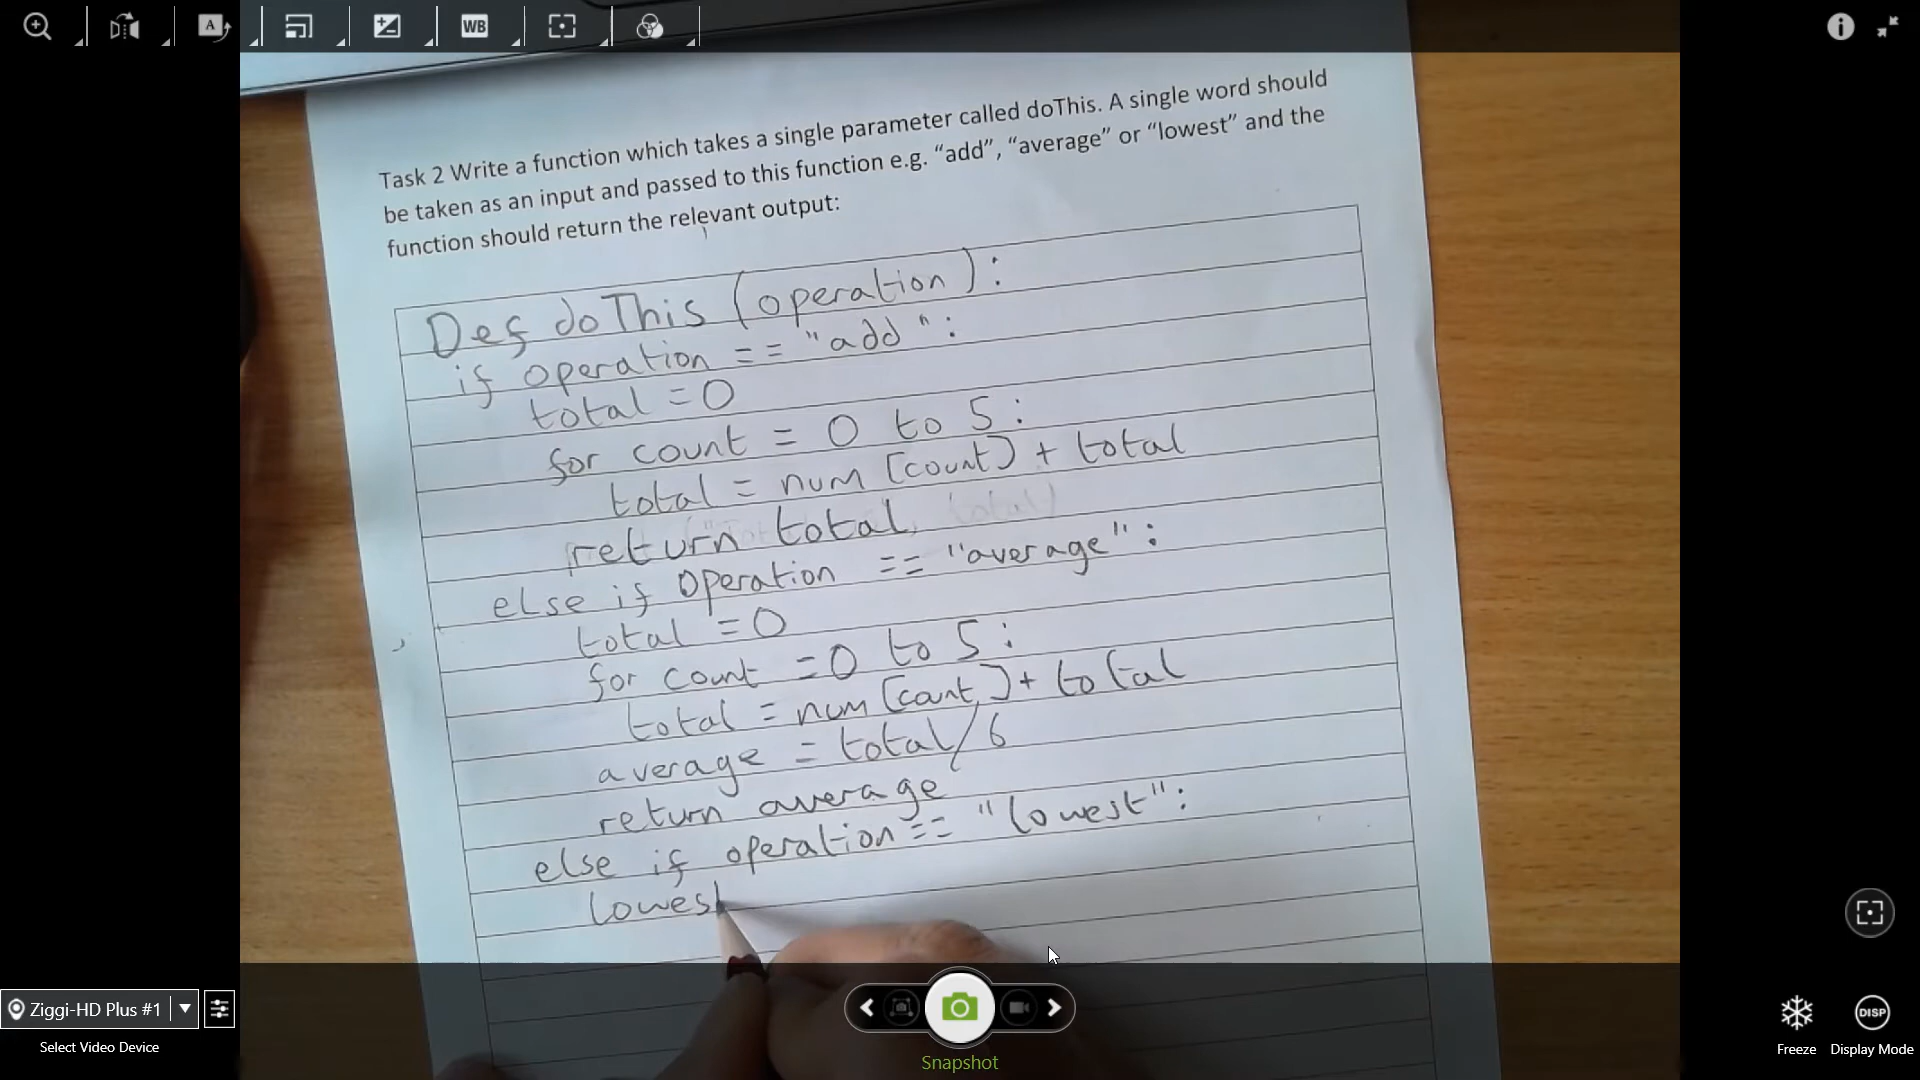 A
WB
i
Task 2 Write a function which takes a single parameter called doThis. A single word should
be taken as an input and passed to this function e.g. “add”, “average” or “lowest” and the
function should return the relevant output:
Def doThis (operation):
if operation == "add":
total = 0
for count = 0 to 5:
total = num [count] + total
return total
else if Operation == "average":
total = 0
for count = 0 to 5:
total = num [count] + total
average = total/6
return average
else if operation == "lowest":
lowest
Ziggi-HD Plus #1
Select Video Device
Snapshot
Freeze
DISP
Display Mode